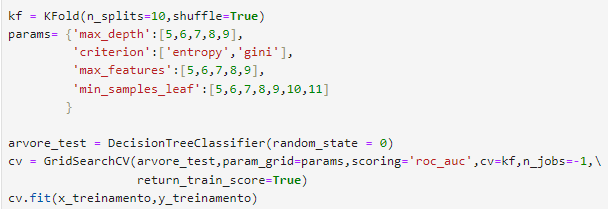 kf = KFold(n_splits=10,shuffle=True)
params= {'max_depth':[5,6,7,8,9],
         'criterion':['entropy','gini'],
         'max_features':[5,6,7,8,9],
         'min_samples_leaf':[5,6,7,8,9,10,11]
        }

arvore_test = DecisionTreeClassifier(random_state = 0)
cv = GridSearchCV(arvore_test,param_grid=params,scoring='roc_auc',cv=kf,n_jobs=-1,\
                  return_train_score=True)
cv.fit(x_treinamento,y_treinamento)